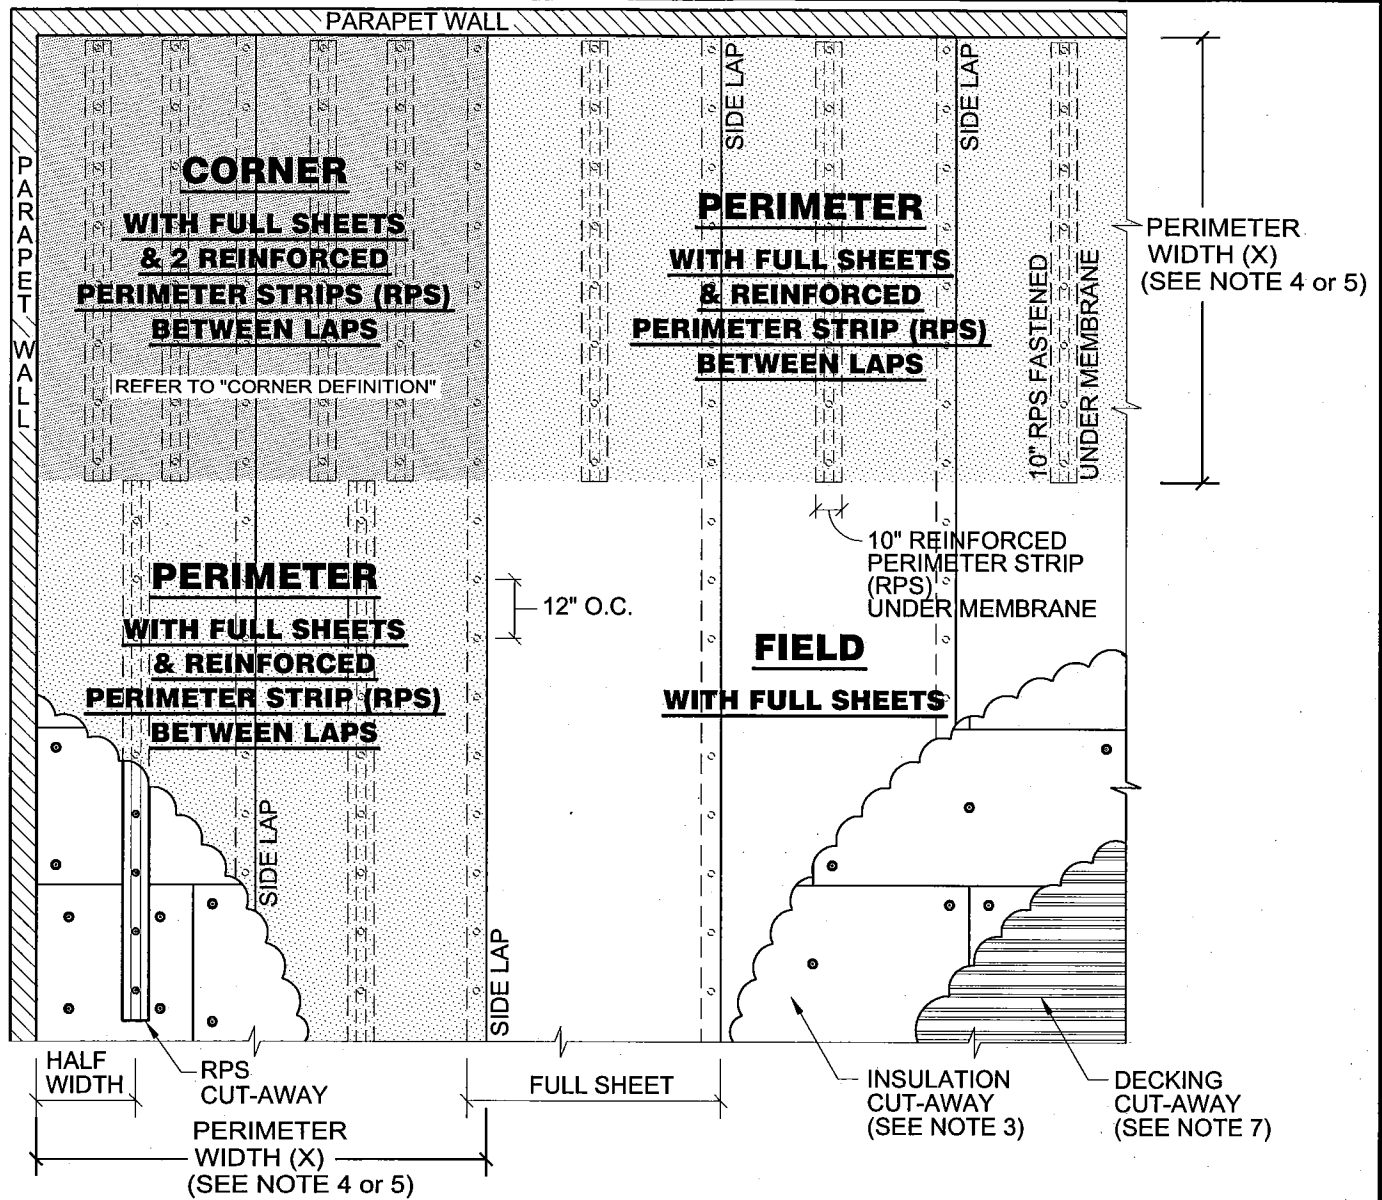 PARAPET WALL
PARAPET WALL
SIDE LAP
SIDE LAP
CORNER
WITH FULL SHEETS
& 2 REINFORCED
PERIMETER STRIPS (RPS)
BETWEEN LAPS
REFER TO "CORNER DEFINITION"
PERIMETER
WITH FULL SHEETS
& REINFORCED
PERIMETER STRIP (RPS)
BETWEEN LAPS
10" RPS FASTENED
UNDER MEMBRANE
PERIMETER
WIDTH (X)
(SEE NOTE 4 or 5)
10" REINFORCED
PERIMETER STRIP
(RPS)
UNDER MEMBRANE
PERIMETER
WITH FULL SHEETS
& REINFORCED
PERIMETER STRIP (RPS)
BETWEEN LAPS
12" O.C.
FIELD
WITH FULL SHEETS
SIDE LAP
SIDE LAP
HALF
WIDTH
RPS
CUT-AWAY
FULL SHEET
INSULATION
CUT-AWAY
(SEE NOTE 3)
DECKING
CUT-AWAY
(SEE NOTE 7)
PERIMETER
WIDTH (X)
(SEE NOTE 4 or 5)